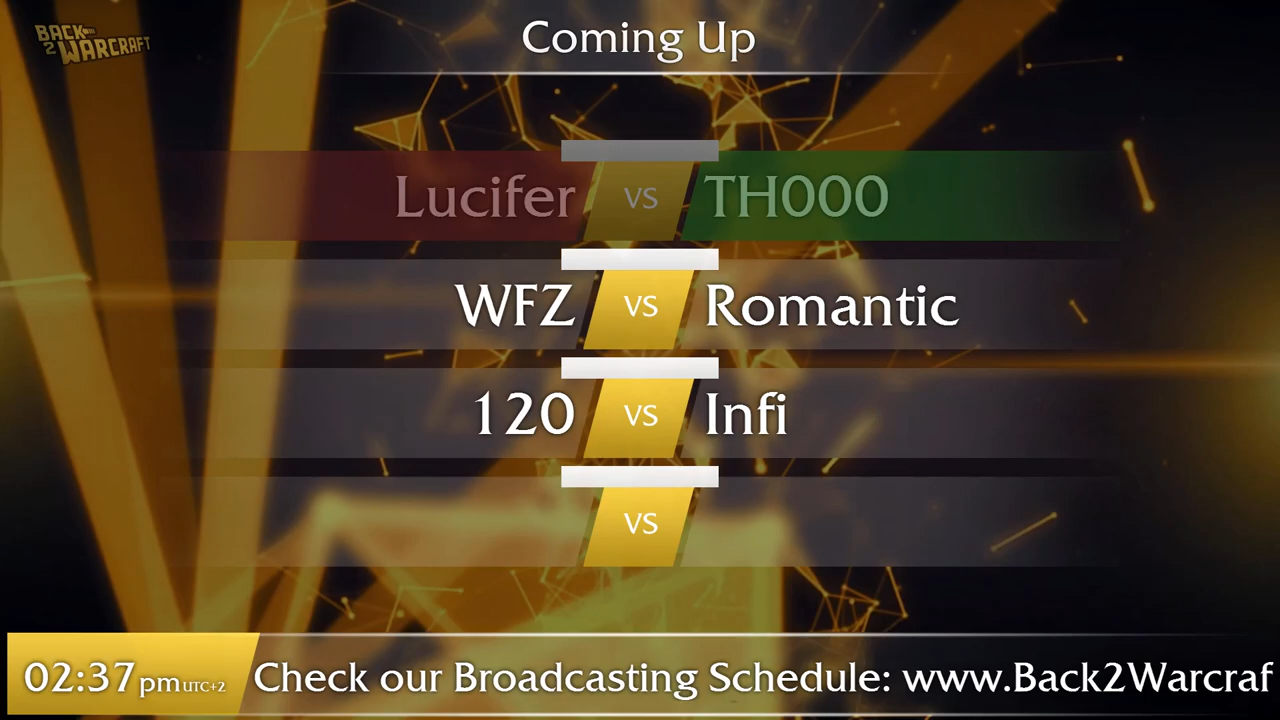 BACK
2 WARCRAFT
Coming Up
Lucifer VS TH000
WFZ VS Romantic
120 VS Infi
VS
02:37 pm UTC+2 Check our Broadcasting Schedule: www.Back2Warcraf